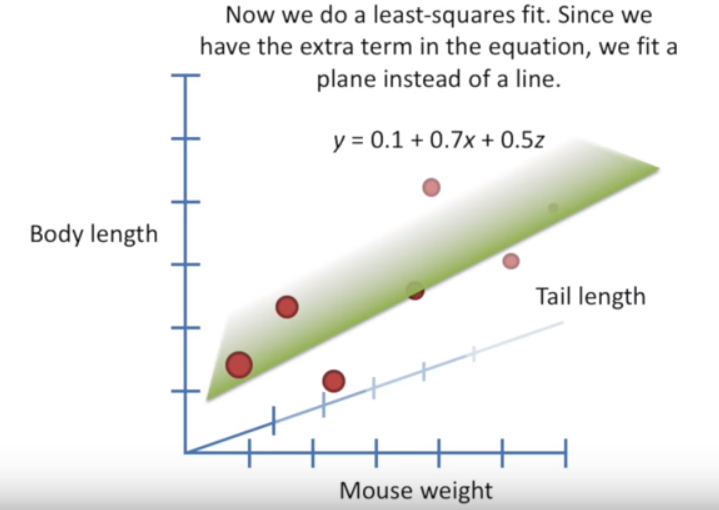 Now we do a least-squares fit. Since we
have the extra term in the equation, we fit a
plane instead of a line.
y = 0.1 + 0.7x + 0.5z
Body length
Tail length
Mouse weight